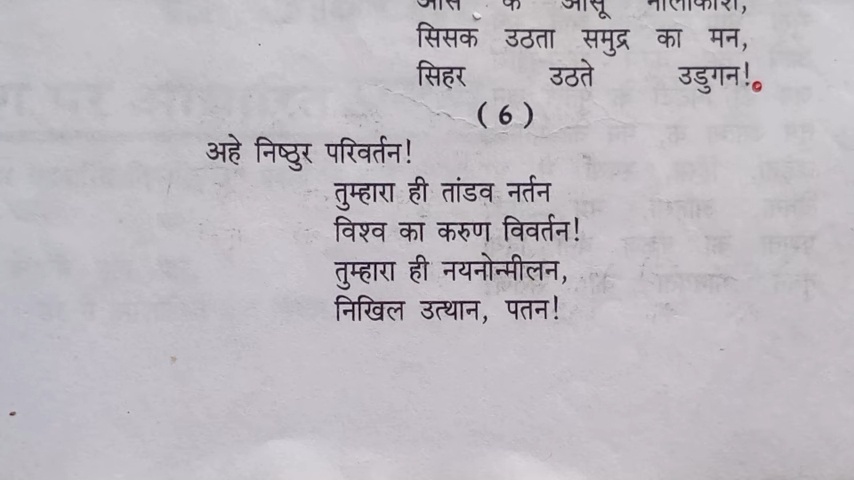 सिसक उठता समुद्र का मन,
सिहर उठते उडुगन!
(6)
अहे निष्ठुर परिवर्तन!
तुम्हारा ही तांडव नर्तन
विश्व का करुण विवर्तन!
तुम्हारा ही नयनोन्मीलन,
निखिल उत्थान, पतन!